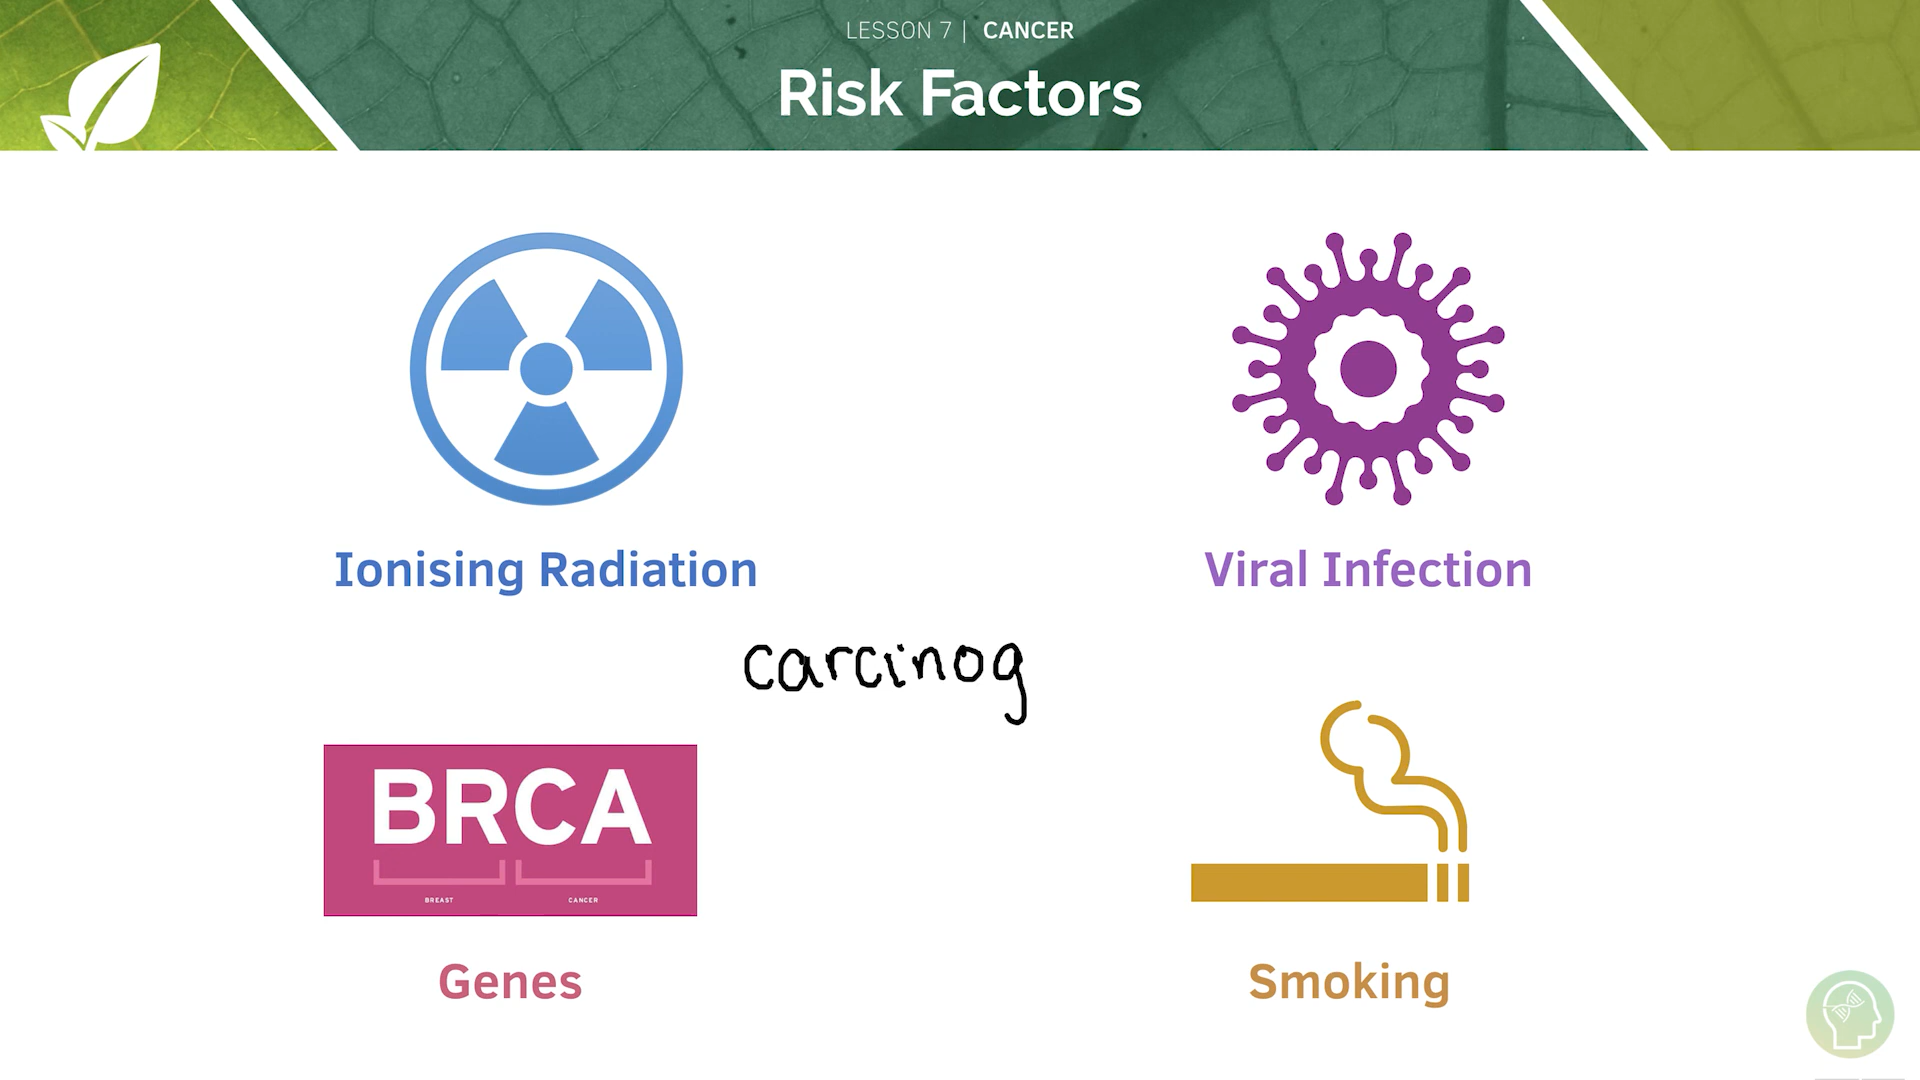 LESSON 7 | CANCER
Risk Factors
Ionising Radiation
Viral Infection
carcinog
BRCA
BREAST CANCER
Genes
Smoking